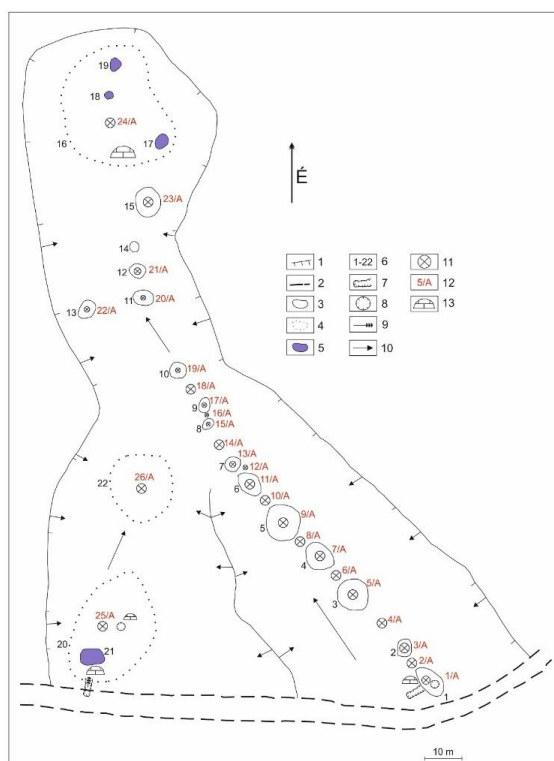 19
18
24/A
16
17
23/A
15
É
14
12
21/A
11
20/A
13
22/A
1
2
3
4
5
1-22
6
7
8
9
10
11
5/A
12
13
10
19/A
18/A
17/A
9
16/A
8
15/A
14/A
13/A
7
12/A
11/A
6
10/A
9/A
5
8/A
7/A
4
6/A
5/A
3
4/A
3/A
2
2/A
1/A
1
26/A
22
25/A
20
21
10 m